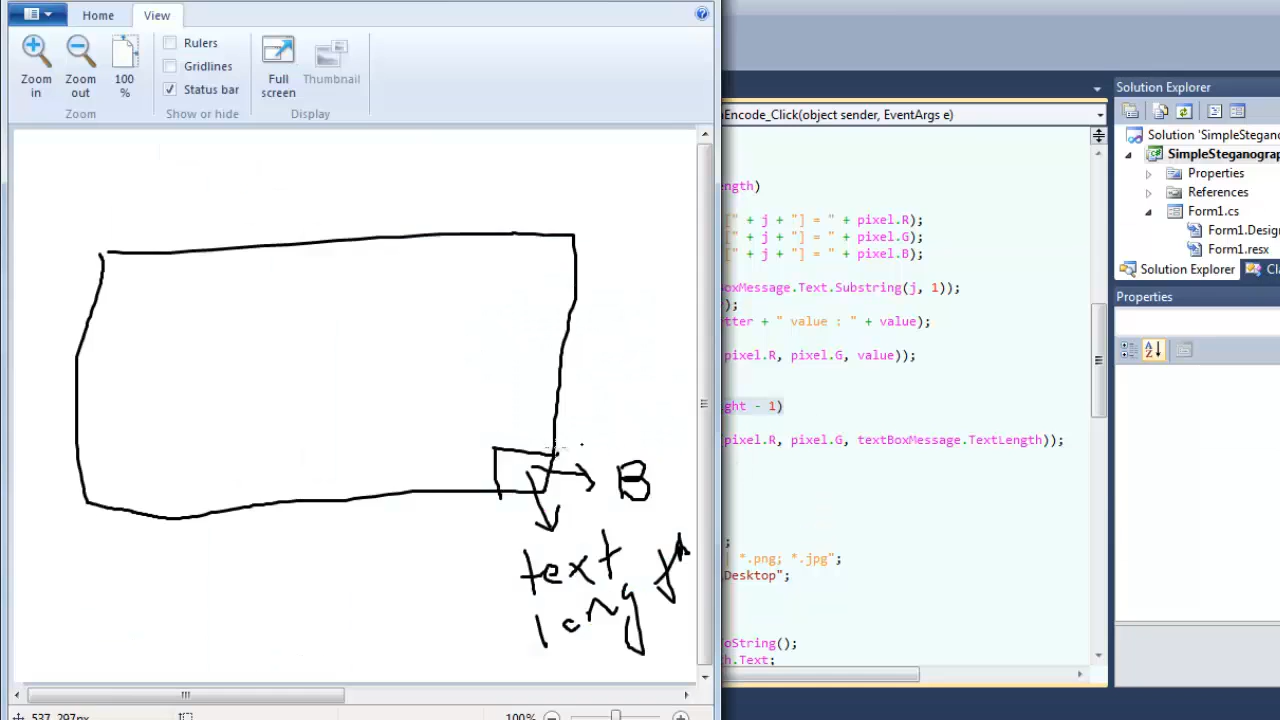 Home
View
Zoom in
Zoom out
100 %
Rulers
Gridlines
Status bar
Full screen
Thumbnail
Zoom
Show or hide
Display
B
text
long
537, 297px
100%
Encode_Click(object sender, EventArgs e)
ngth)
[" + j + "] = " + pixel.R);
[" + j + "] = " + pixel.G);
[" + j + "] = " + pixel.B);
oxMessage.Text.Substring(j, 1));
);
tter + " value : " + value);
pixel.R, pixel.G, value));
ght - 1)
pixel.R, pixel.G, textBoxMessage.TextLength));
;
| *.png; *.jpg";
Desktop";
oString();
h.Text;
Solution Explorer
Solution 'SimpleStegano
SimpleSteganograp
Properties
References
Form1.cs
Form1.Design
Form1.resx
Solution Explorer
Cla
Properties